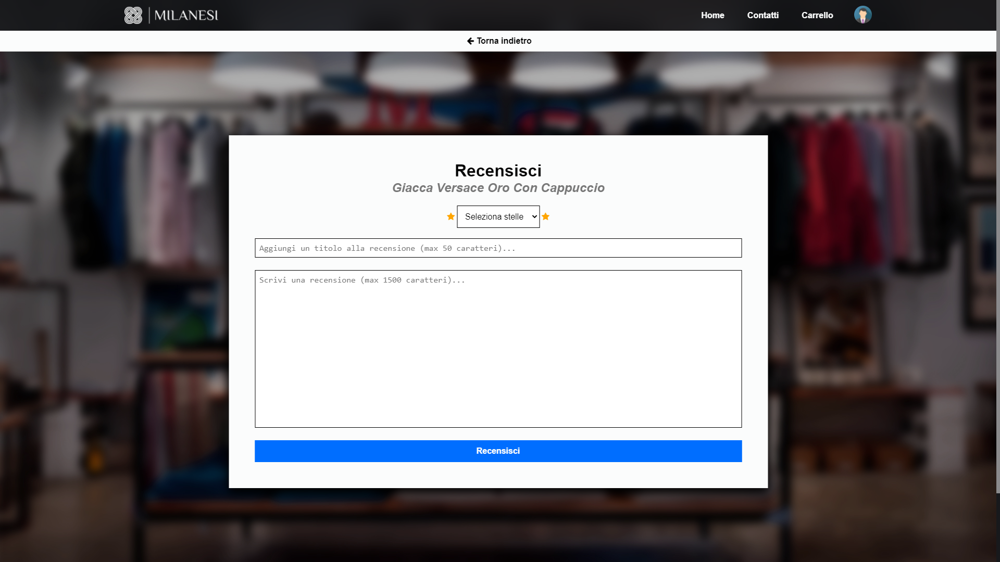 MILANESI
Home
Contatti
Carrello
Torna indietro
Recensisci
Giacca Versace Oro Con Cappuccio
Seleziona stelle
Aggiungi un titolo alla recensione (max 50 caratteri)...
Scrivi una recensione (max 1500 caratteri)...
Recensisci